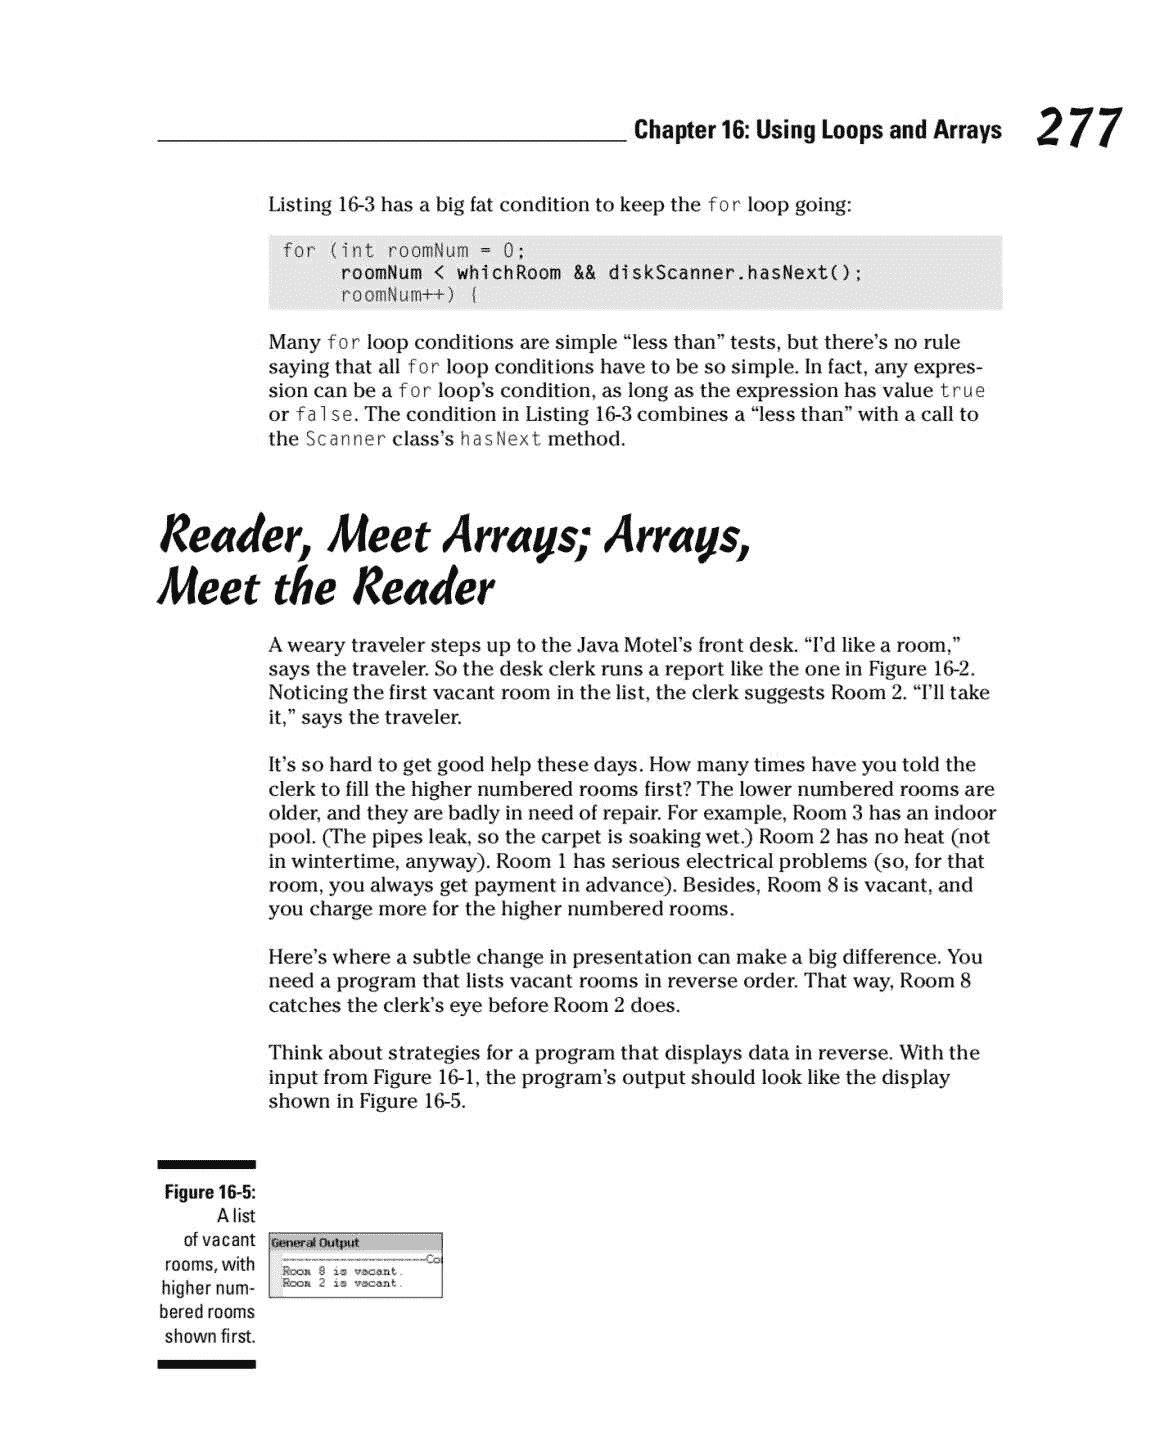 Chapter 16: Using Loops and Arrays 277
Listing 16-3 has a big fat condition to keep the for loop going:
for (int roomNum = 0;
roomNum < whichRoom && diskScanner.hasNext();
roomNum++) {
Many for loop conditions are simple “less than” tests, but there’s no rule
saying that all for loop conditions have to be so simple. In fact, any expres-
sion can be a for loop’s condition, as long as the expression has value true
or false. The condition in Listing 16-3 combines a “less than” with a call to
the Scanner class’s hasNext method.
Reader, Meet Arrays; Arrays,
Meet the Reader
A weary traveler steps up to the Java Motel’s front desk. “I’d like a room,”
says the traveler. So the desk clerk runs a report like the one in Figure 16-2.
Noticing the first vacant room in the list, the clerk suggests Room 2. “I’ll take
it,” says the traveler.
It’s so hard to get good help these days. How many times have you told the
clerk to fill the higher numbered rooms first? The lower numbered rooms are
older, and they are badly in need of repair. For example, Room 3 has an indoor
pool. (The pipes leak, so the carpet is soaking wet.) Room 2 has no heat (not
in wintertime, anyway). Room 1 has serious electrical problems (so, for that
room, you always get payment in advance). Besides, Room 8 is vacant, and
you charge more for the higher numbered rooms.
Here’s where a subtle change in presentation can make a big difference. You
need a program that lists vacant rooms in reverse order. That way, Room 8
catches the clerk’s eye before Room 2 does.
Think about strategies for a program that displays data in reverse. With the
input from Figure 16-1, the program’s output should look like the display
shown in Figure 16-5.
Figure 16-5:
A list
of vacant
rooms, with
higher num-
bered rooms
shown first.
General Output
--------------------Co
Room 8 is vacant.
Room 2 is vacant.